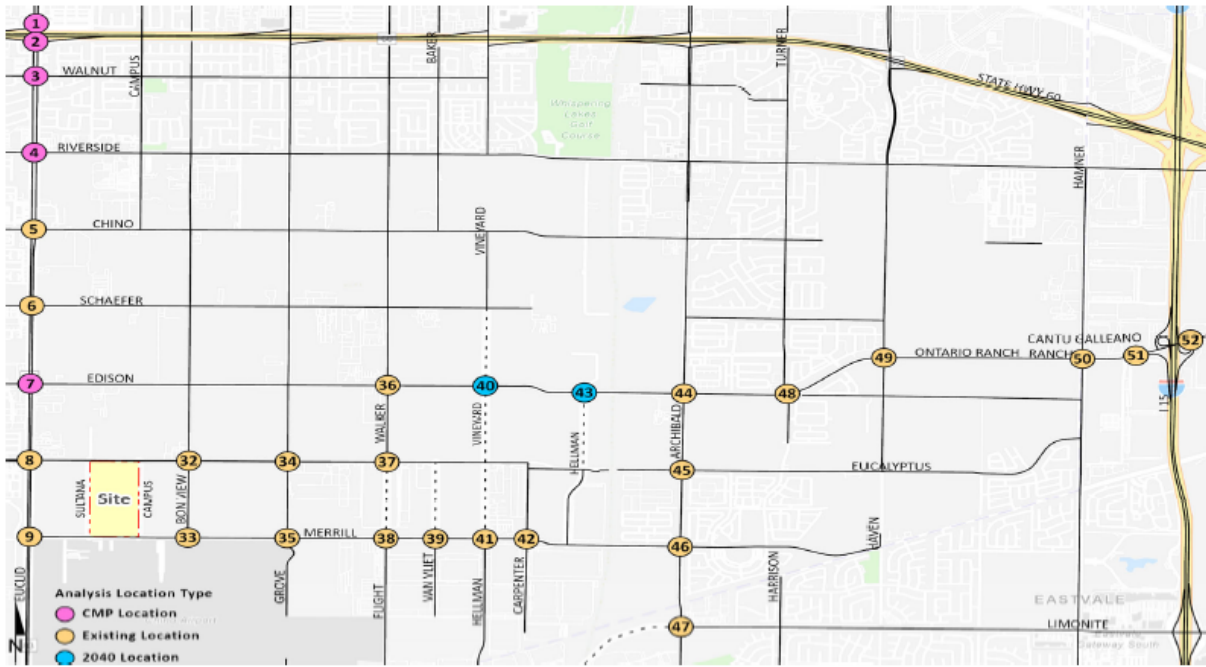 1
2
3
WALNUT
CAMPUS
BAKER
TURNER
STATE HWY 60
Whispering
Lakes
Golf
Course
4
RIVERSIDE
HAMNER
5
CHINO
VINEYARD
6
SCHAEFER
CANTU GALLEANO
52
49
ONTARIO RANCH
RANCH
50
51
7
EDISON
36
40
43
44
48
I 15
WALKER
VINEYARD
HELLMAN
ARCHIBALD
8
32
34
37
45
EUCALYPTUS
SULTANA
Site
CAMPUS
BON VIEW
9
33
35
MERRILL
38
39
41
42
46
HAVEN
EUCLID
GROVE
FLIGHT
VAN VLIET
HELLMAN
CARPENTER
HARRISON
Analysis Location Type
CMP Location
Existing Location
2040 Location
N
47
EASTVALE
LIMONITE
Eastvale
Gateway South